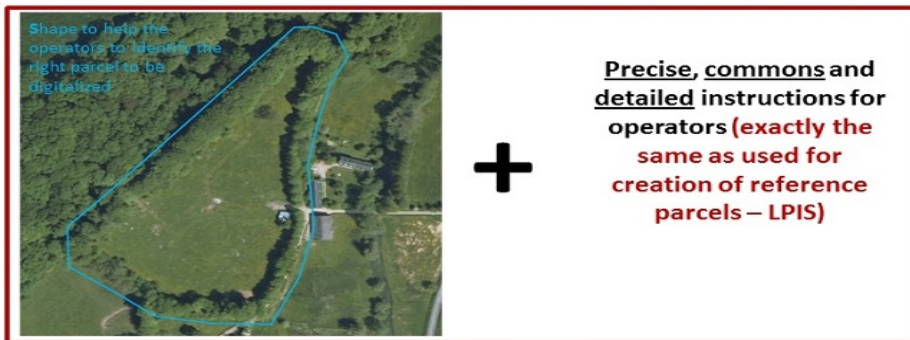 Shape to help the
operators to identify the
right parcel to be
digitalized
+
Precise, commons and
detailed instructions for
operators (exactly the
same as used for
creation of reference
parcels – LPIS)